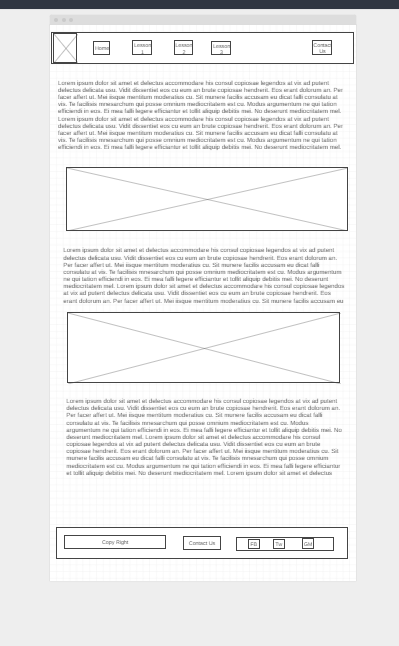 Home Lesson 1 Lesson 2 Lesson 3 Contact Us
Lorem ipsum dolor sit amet et delectus accommodare his consul copiosae legendos at vix ad putent
delectus delicata usu. Vidit dissentiet eos cu eum an brute copiosae hendrerit. Eos erant dolorum an. Per
facer affert ut. Mei iisque mentitum moderatius cu. Sit munere facilis accusam eu dicat falli consulatu at
vix. Te facilisis mnesarchum qui posse omnium mediocritatem eu cum. Modus argumentum ne qui tation
efficiendi in eos. Ei mea falli legere efficiantur et tollit aliquip debitis mei. No deserunt mediocritatem mel.
Lorem ipsum dolor sit amet et delectus accommodare his consul copiosae legendos at vix ad putent
delectus delicata usu. Vidit dissentiet eos cu eum an brute copiosae hendrerit. Eos erant dolorum an. Per
facer affert ut. Mei iisque mentitum moderatius cu. Sit munere facilis accusam eu dicat falli consulatu at
vix. Te facilisis mnesarchum qui posse omnium mediocritatem eu cum. Modus argumentum ne qui tation
efficiendi in eos. Ei mea falli legere efficiantur et tollit aliquip debitis mei. No deserunt mediocritatem mel.
Lorem ipsum dolor sit amet et delectus accommodare his consul copiosae legendos at vix ad putent
delectus delicata usu. Vidit dissentiet eos cu eum an brute copiosae hendrerit. Eos erant dolorum an.
Per facer affert ut. Mei iisque mentitum moderatius cu. Sit munere facilis accusam eu dicat falli
consulatu at vix. Te facilisis mnesarchum qui posse omnium mediocritatem eu cum. Modus argumentum
ne qui tation efficiendi in eos. Ei mea falli legere efficiantur et tollit aliquip debitis mei. No deserunt
mediocritatem mel. Lorem ipsum dolor sit amet et delectus accommodare his consul copiosae legendos
at vix ad putent delectus delicata usu. Vidit dissentiet eos cu eum an brute copiosae hendrerit. Eos
erant dolorum an. Per facer affert ut. Mei iisque mentitum moderatius cu. Sit munere facilis accusam eu
Lorem ipsum dolor sit amet et delectus accommodare his consul copiosae legendos at vix ad putent
delectus delicata usu. Vidit dissentiet eos cu eum an brute copiosae hendrerit. Eos erant dolorum an.
Per facer affert ut. Mei iisque mentitum moderatius cu. Sit munere facilis accusam eu dicat falli
consulatu at vix. Te facilisis mnesarchum qui posse omnium mediocritatem eu cum. Modus
argumentum ne qui tation efficiendi in eos. Ei mea falli legere efficiantur et tollit aliquip debitis mei. No
deserunt mediocritatem mel. Lorem ipsum dolor sit amet et delectus accommodare his consul
copiosae legendos at vix ad putent delectus delicata usu. Vidit dissentiet eos cu eum an brute
copiosae hendrerit. Eos erant dolorum an. Per facer affert ut. Mei iisque mentitum moderatius cu. Sit
munere facilis accusam eu dicat falli consulatu at vix. Te facilisis mnesarchum qui posse omnium
mediocritatem eu cum. Modus argumentum ne qui tation efficiendi in eos. Ei mea falli legere efficiantur
et tollit aliquip debitis mei. No deserunt mediocritatem mel. Lorem ipsum dolor sit amet et delectus
Copy Right Contact Us FB Tw GM